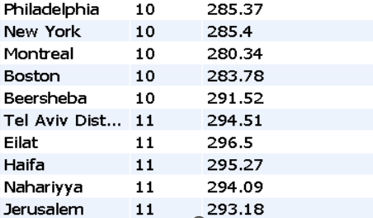 Philadelphia 10 285.37
New York 10 285.4
Montreal 10 280.34
Boston 10 283.78
Beersheba 10 291.52
Tel Aviv Dist... 11 294.51
Eilat 11 296.5
Haifa 11 295.27
Nahariyya 11 294.09
Jerusalem 11 293.18